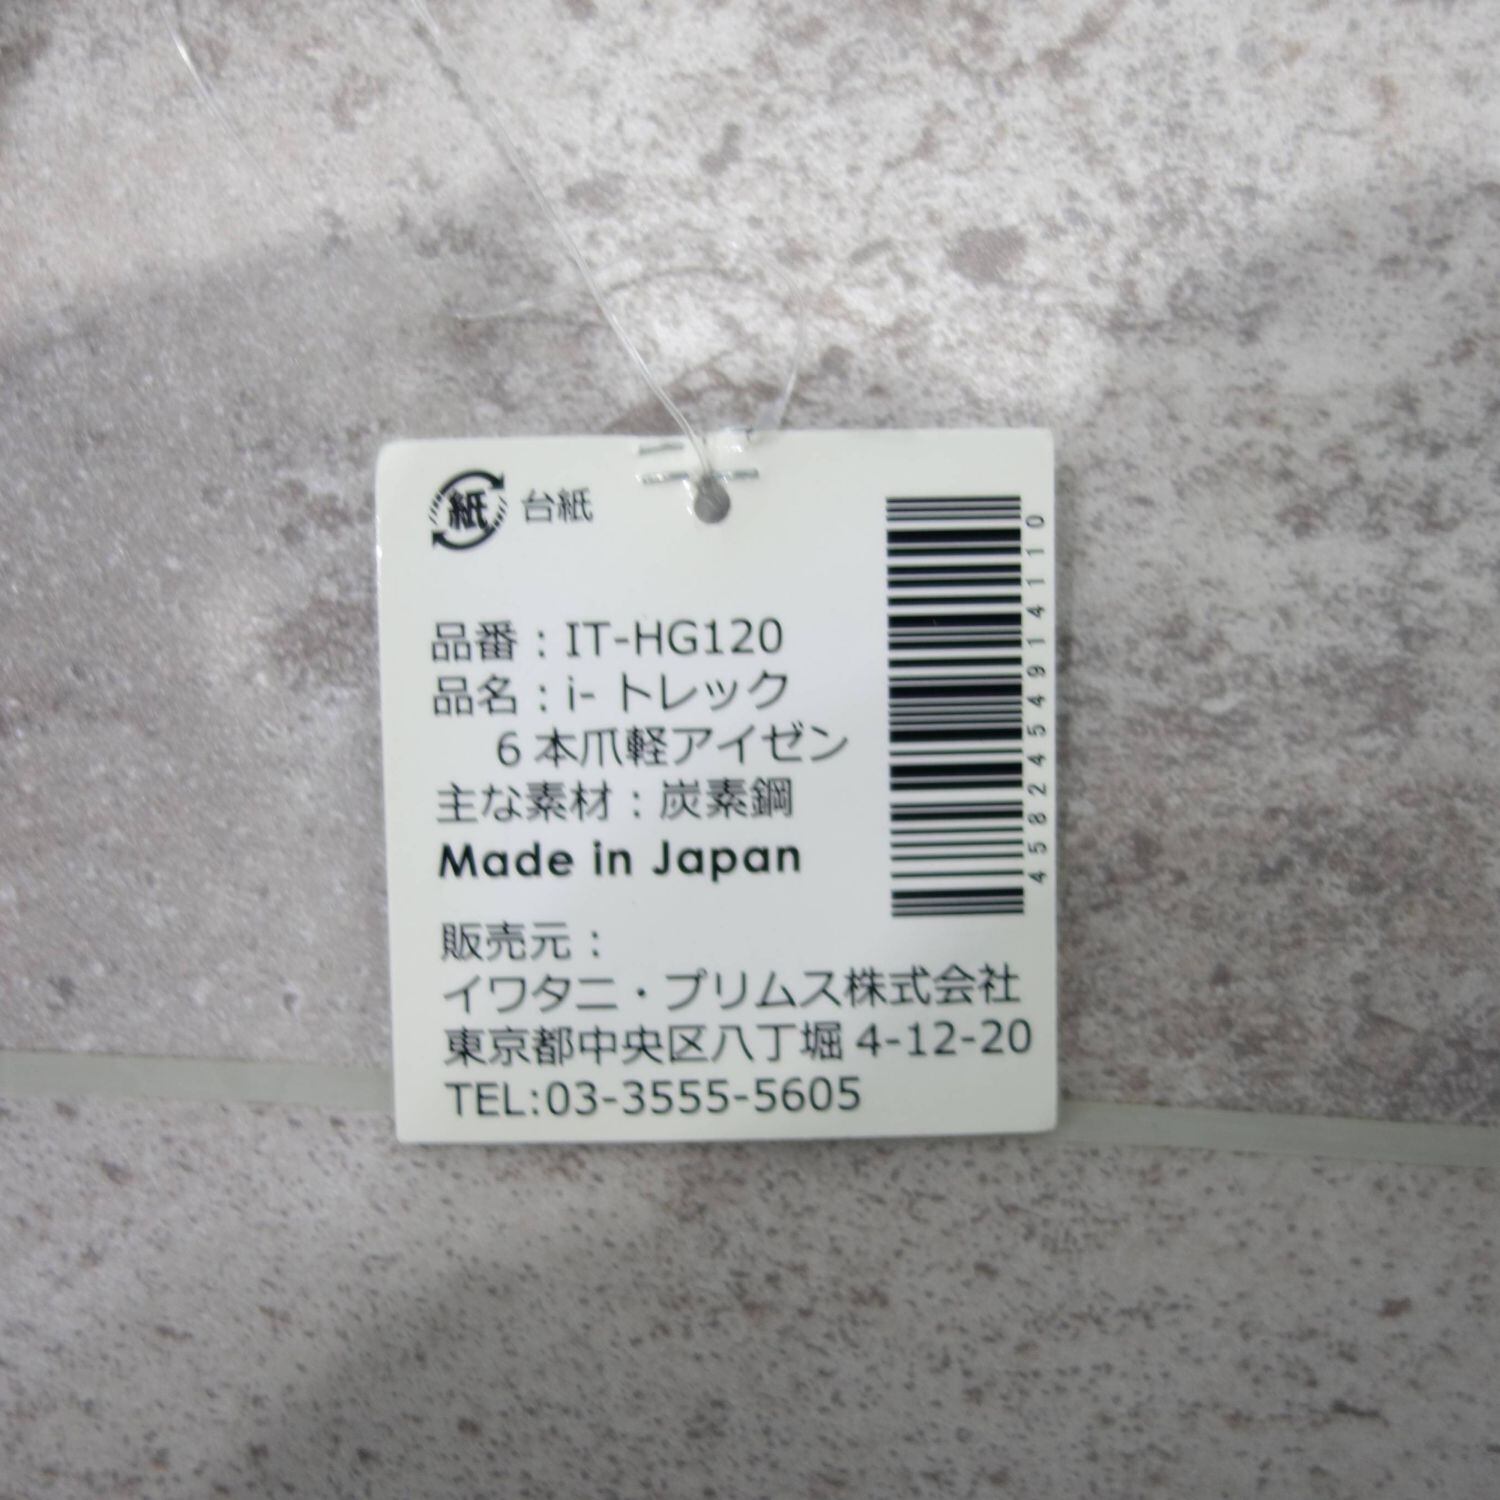 紙 台紙
品番：IT-HG120
品名：i- トレック
6 本爪軽アイゼン
主な素材：炭素鋼
Made in Japan
販売元：
イワタニ・プリムス株式会社
東京都中央区八丁堀 4-12-20
TEL:03-3555-5605
4582454914110